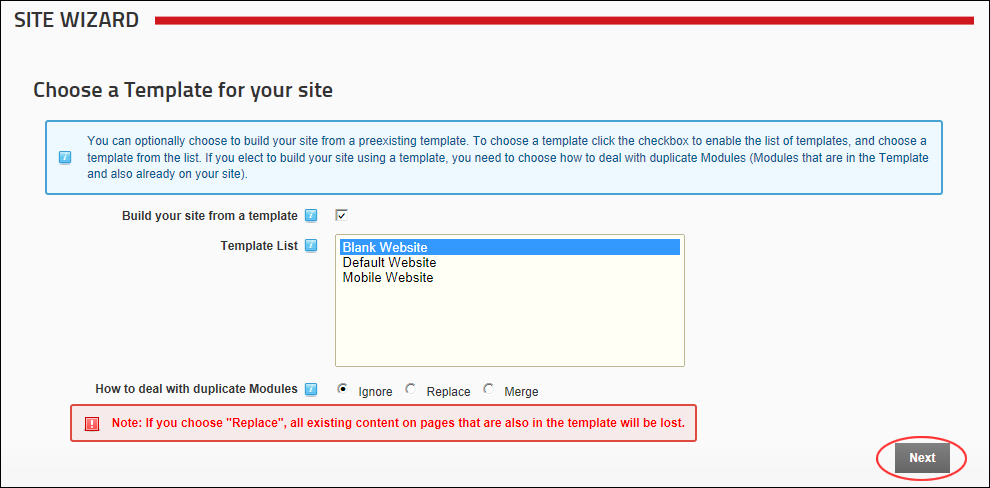 SITE WIZARD
Choose a Template for your site
You can optionally choose to build your site from a preexisting template. To choose a template click the checkbox to enable the list of templates, and choose a
template from the list. If you elect to build your site using a template, you need to choose how to deal with duplicate Modules (Modules that are in the Template
and also already on your site).
Build your site from a template
Template List
Blank Website
Default Website
Mobile Website
How to deal with duplicate Modules Ignore Replace Merge
Note: If you choose "Replace", all existing content on pages that are also in the template will be lost.
Next